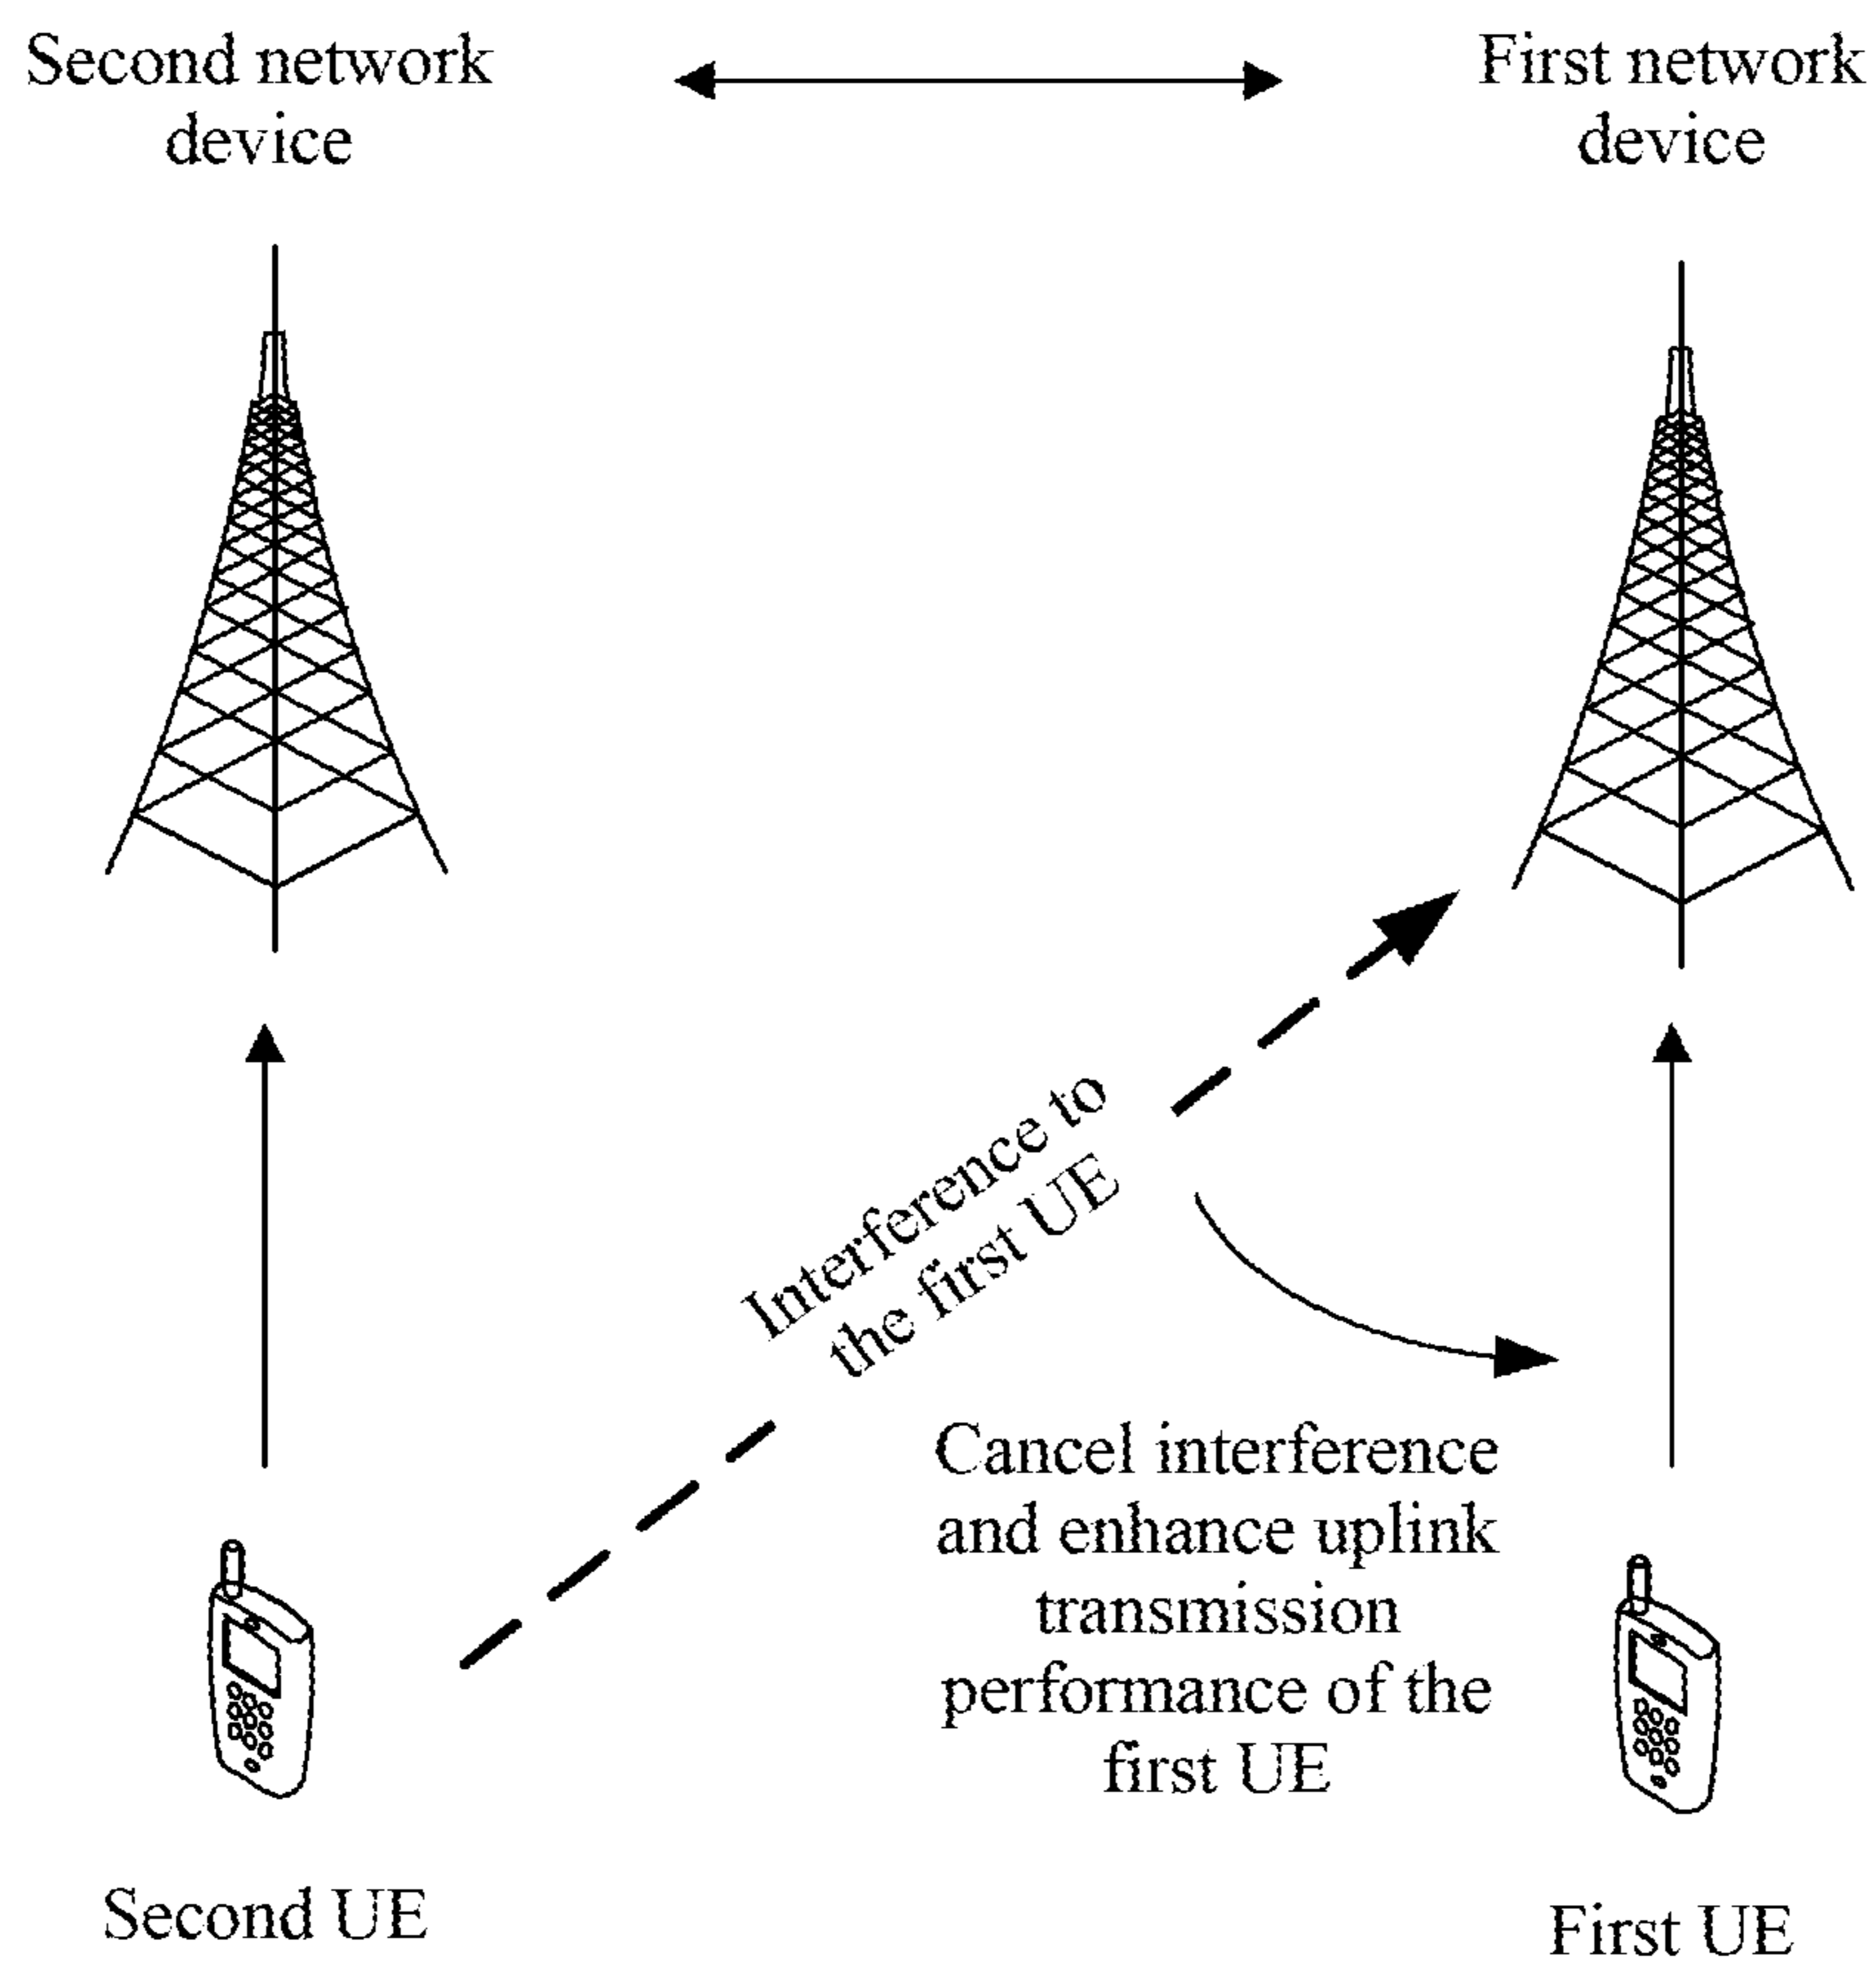 Second network
device
First network
device
Interference to
the first UE
Cancel interference
and enhance uplink
transmission
performance of the
first UE
Second UE
First UE